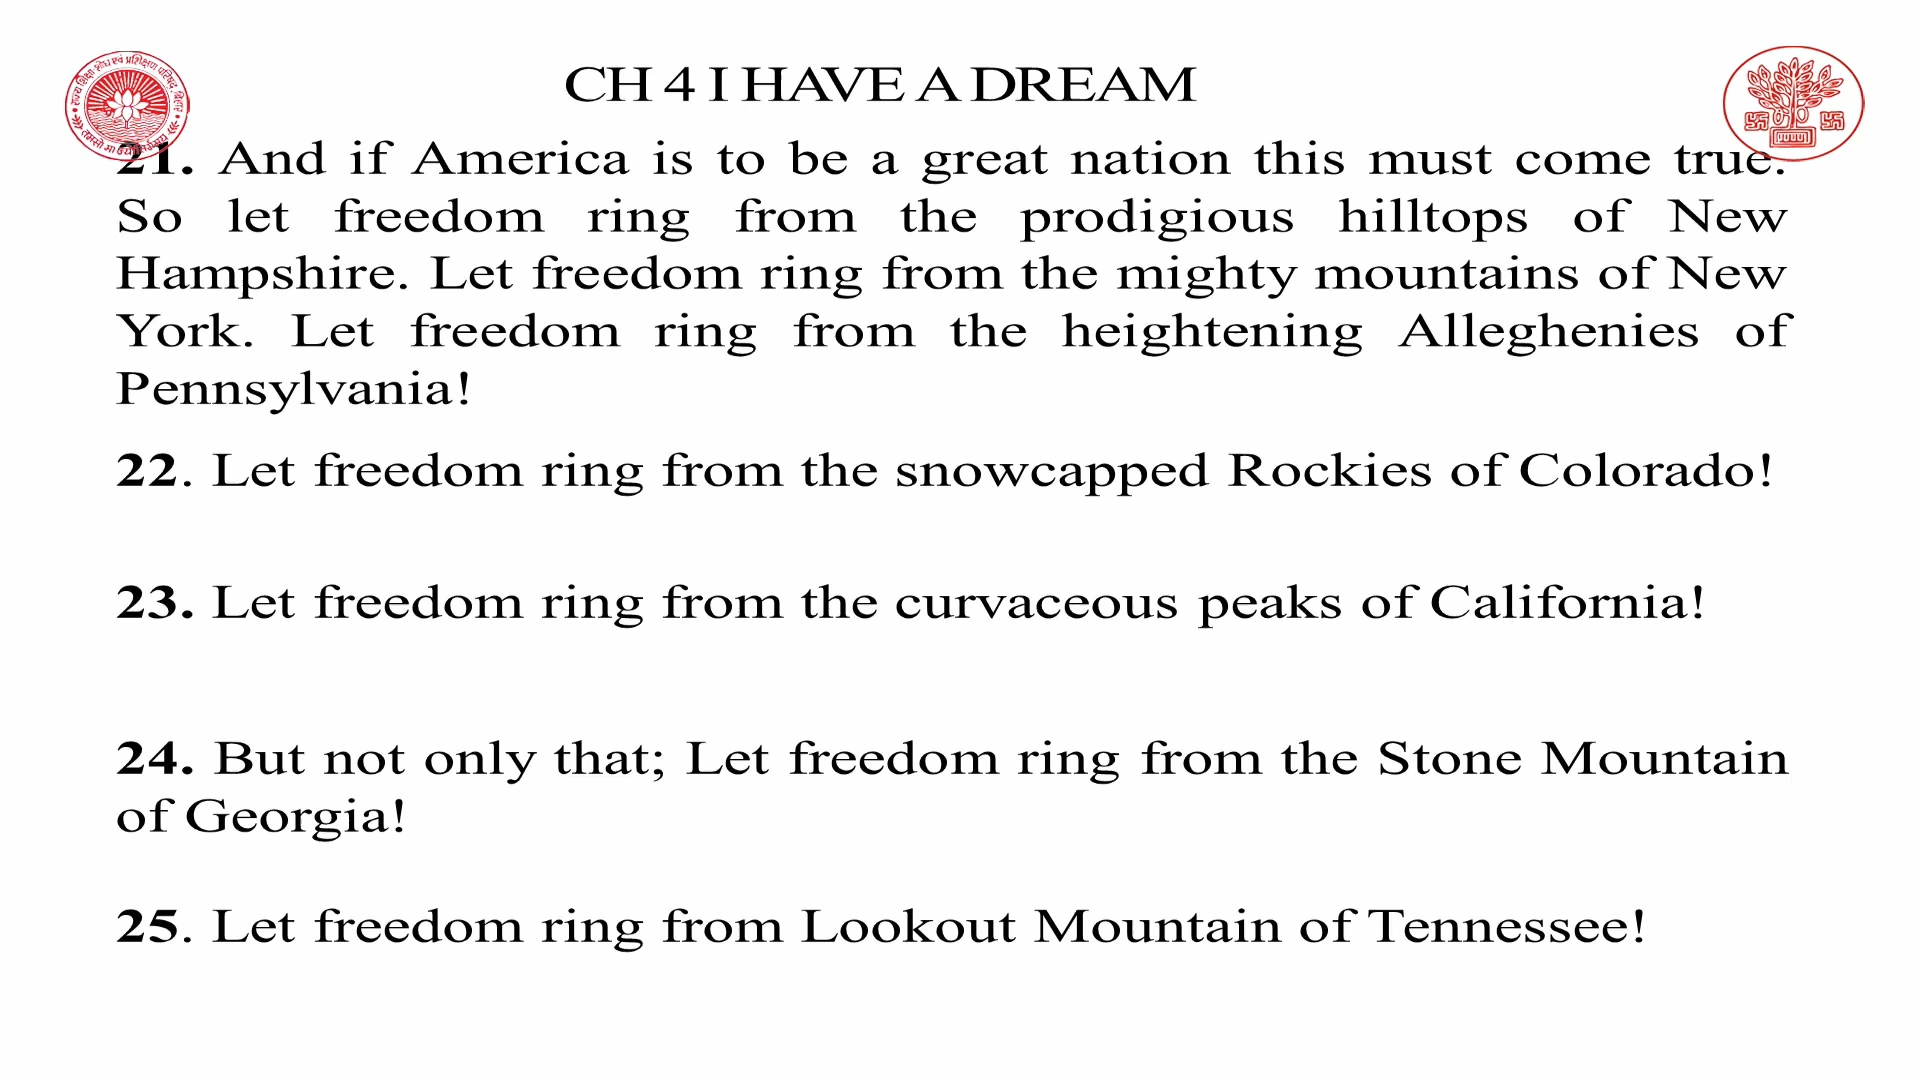 CH 4 I HAVE A DREAM
21. And if America is to be a great nation this must come true.
So let freedom ring from the prodigious hilltops of New
Hampshire. Let freedom ring from the mighty mountains of New
York. Let freedom ring from the heightening Alleghenies of
Pennsylvania!
22. Let freedom ring from the snowcapped Rockies of Colorado!
23. Let freedom ring from the curvaceous peaks of California!
24. But not only that; Let freedom ring from the Stone Mountain
of Georgia!
25. Let freedom ring from Lookout Mountain of Tennessee!